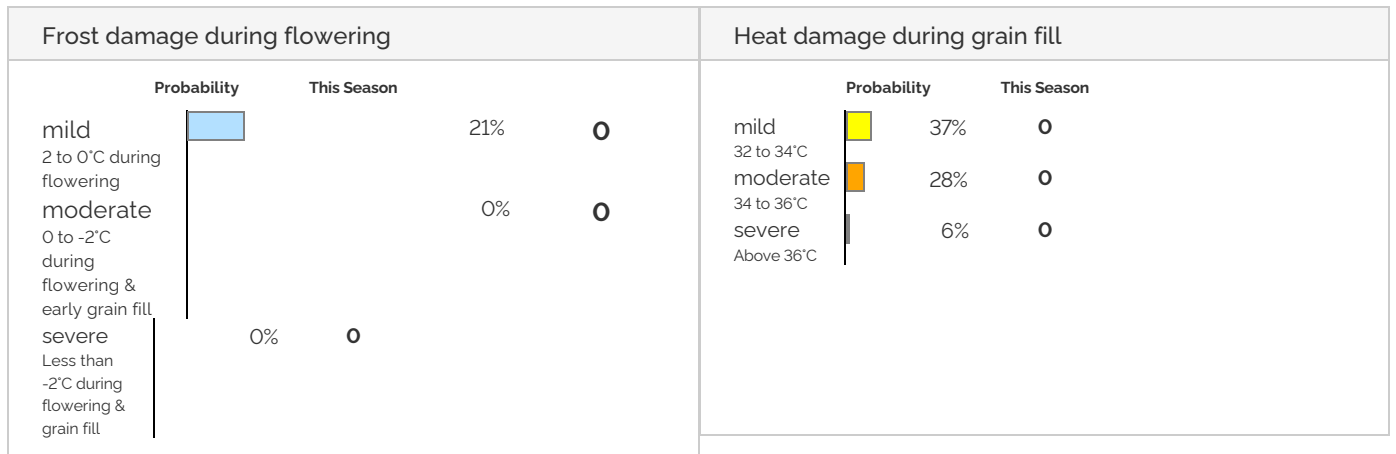 Frost damage during flowering
Probability This Season
mild 21% 0
2 to 0°C during
flowering
moderate 0% 0
0 to -2°C
during
flowering &
early grain fill
severe 0% 0
Less than
-2°C during
flowering &
grain fill
Heat damage during grain fill
Probability This Season
mild 37% 0
32 to 34°C
moderate 28% 0
34 to 36°C
severe 6% 0
Above 36°C